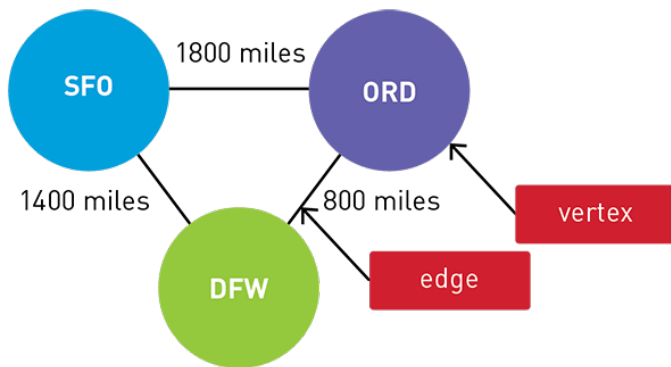 1800 miles
SFO
ORD
1400 miles
800 miles
vertex
DFW
edge